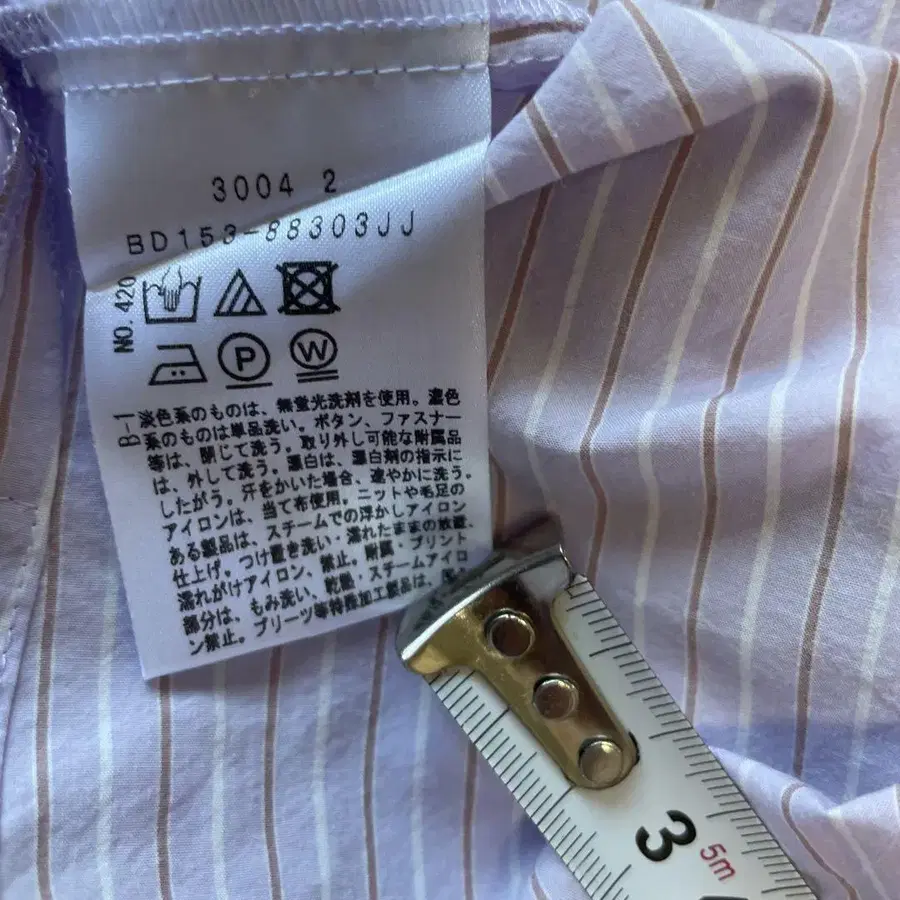 3004 2
BD153-88303JJ
NO. 420
P W
B-1
淡色系のものは、無蛍光洗剤を使用。濃色
系のものは単品洗い。ボタン、ファスナー
等は、閉じて洗う。取り外し可能な附属品
は、外して洗う。漂白は、漂白剤の指示に
したがう。汗をかいた場合、速やかに洗う。
アイロンは、当て布使用。ニットや毛足の
ある製品は、スチームでの浮かしアイロン
仕上げ。つけ置き洗い・濡れたままの放置、
濡れがけアイロン、禁止。附属・プリント
部分は、もみ洗い、乾燥・スチームアイロ
ン禁止。プリーツ等特殊加工製品は、
3
5m